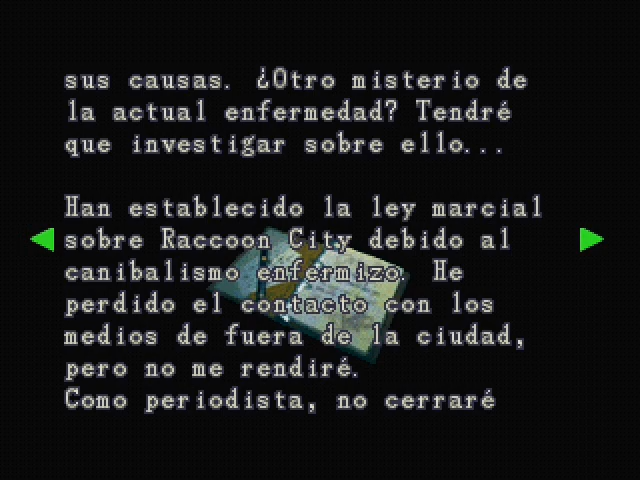 sus causas. ¿Otro misterio de
la actual enfermedad? Tendré
que investigar sobre ello...
Han establecido la ley marcial
sobre Raccoon City debido al
canibalismo enfermizo. He
perdido el contacto con los
medios de fuera de la ciudad,
pero no me rendiré.
Como periodista, no cerraré